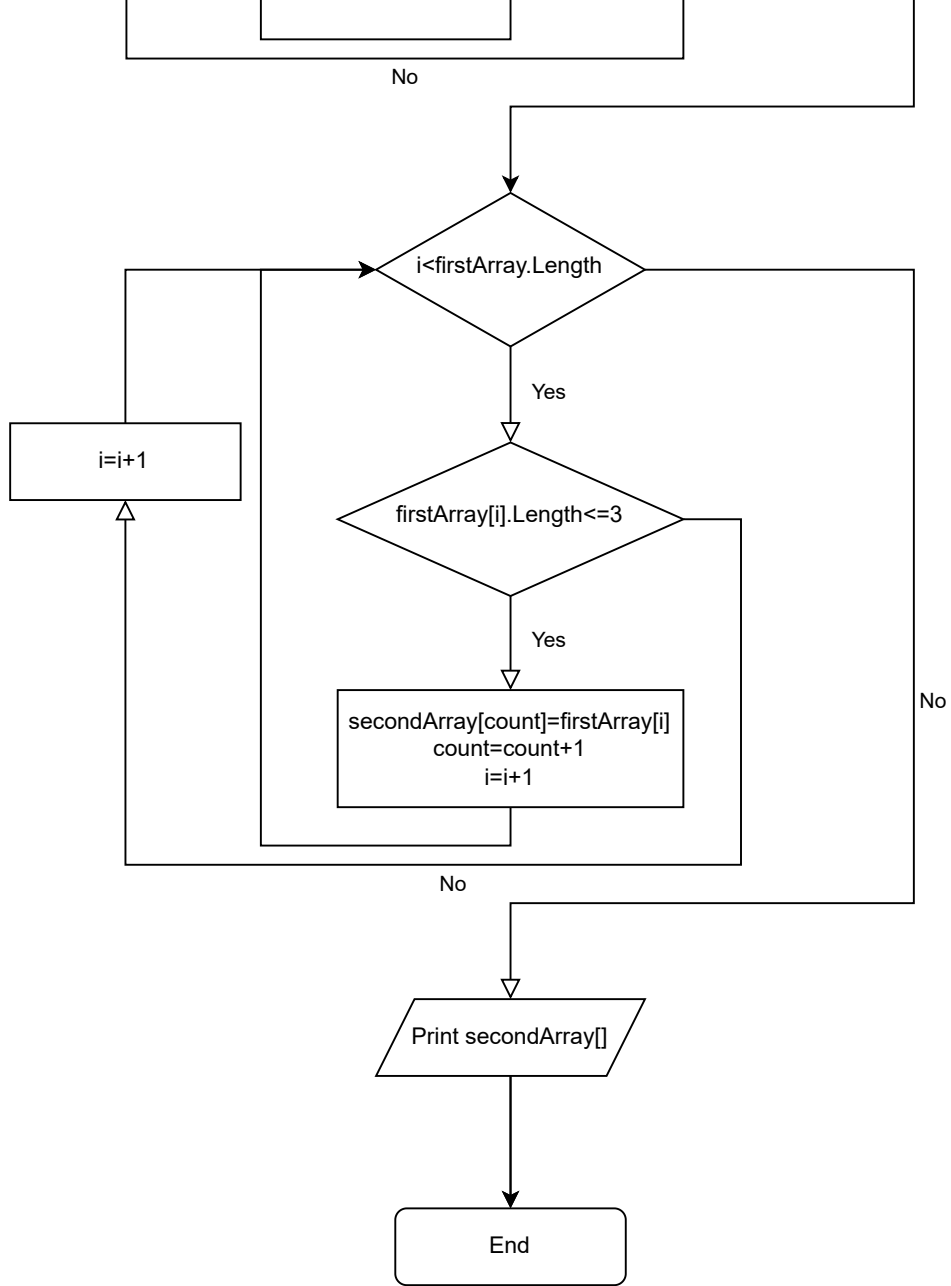 No
i<firstArray.Length
Yes
i=i+1
firstArray[i].Length<=3
Yes
No
secondArray[count]=firstArray[i]
count=count+1
i=i+1
No
Print secondArray[]
End